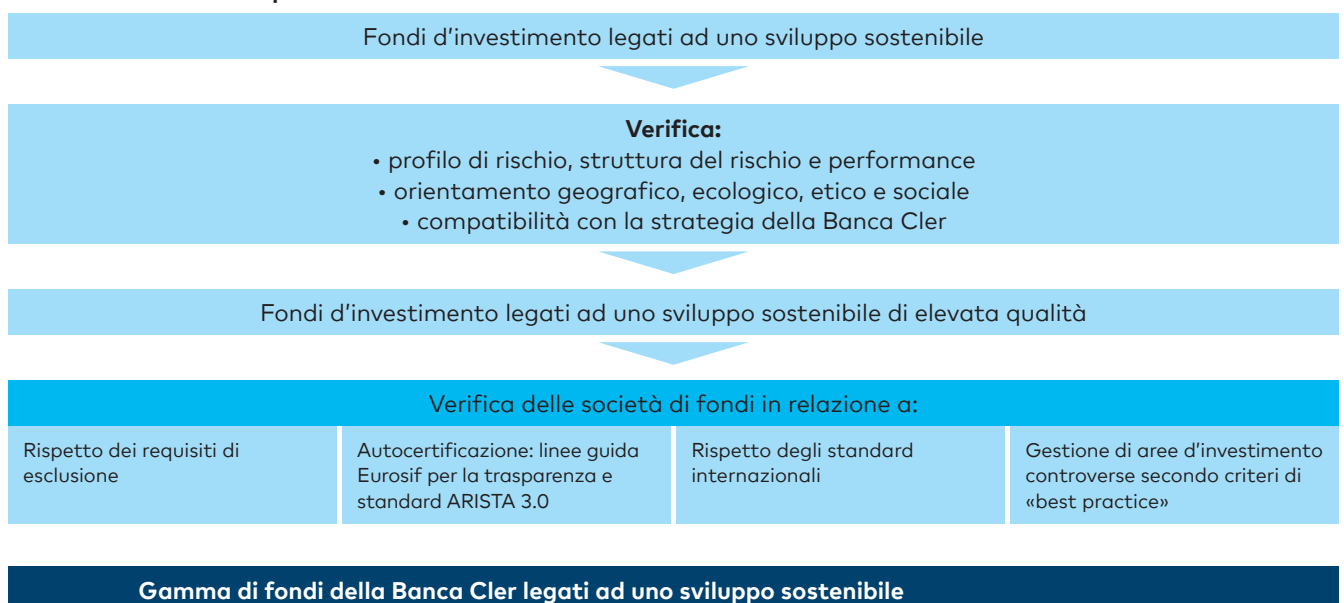 Fondi d’investimento legati ad uno sviluppo sostenibile
Verifica:
• profilo di rischio, struttura del rischio e performance
• orientamento geografico, ecologico, etico e sociale
• compatibilità con la strategia della Banca Cler
Fondi d’investimento legati ad uno sviluppo sostenibile di elevata qualità
Verifica delle società di fondi in relazione a:
Rispetto dei requisiti di
esclusione
Autocertificazione: linee guida
Eurosif per la trasparenza e
standard ARISTA 3.0
Rispetto degli standard
internazionali
Gestione di aree d’investimento
controverse secondo criteri di
«best practice»
Gamma di fondi della Banca Cler legati ad uno sviluppo sostenibile